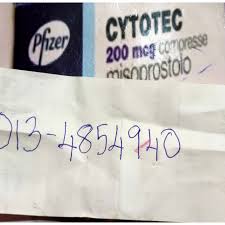 Pfizer
CYTOTEC
200 mcg compresse
misoprostolo
013-4854940